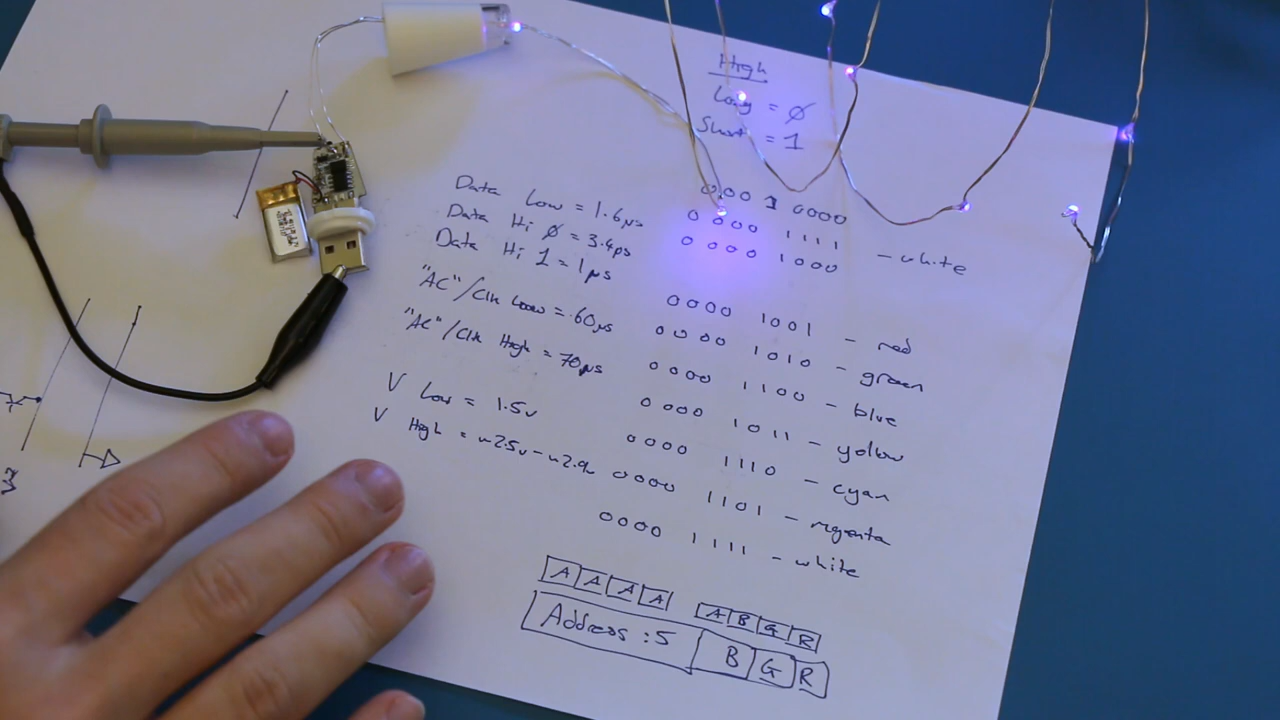 High
Long = Ø
Short = 1
Data Low = 1.6µs
Data Hi Ø = 3.4µs
Data Hi 1 = 1µs
"AC"/Clk Low = 60µs
"AC"/Clk High = 70µs
V Low = 1.5v
V High = ~2.5v-~2.9v
0000 1 0000
0000 1111 - white
0000 1000
0000 1001 - red
0000 1010 - green
0000 1100 - blue
0000 1011 - yellow
0000 1110 - cyan
0000 1101 - magenta
0000 1111 - white
A A A A A B G R
Address : 5 B G R